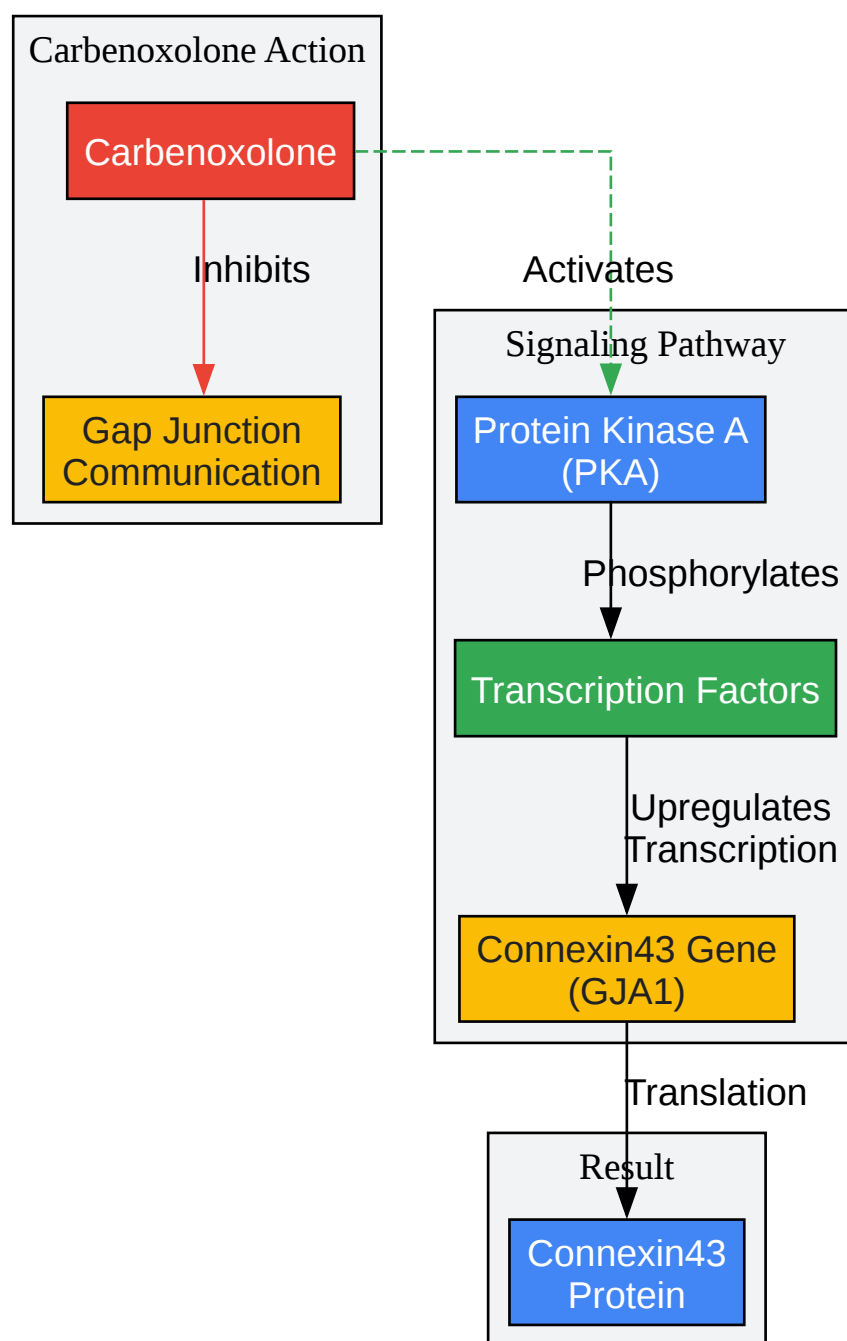 Carbenoxolone Action
Carbenoxolone
Inhibits
Activates
Gap Junction
Communication
Signaling Pathway
Protein Kinase A
(PKA)
Phosphorylates
Transcription Factors
Upregulates
Transcription
Connexin43 Gene
(GJA1)
Translation
Result
Connexin43
Protein